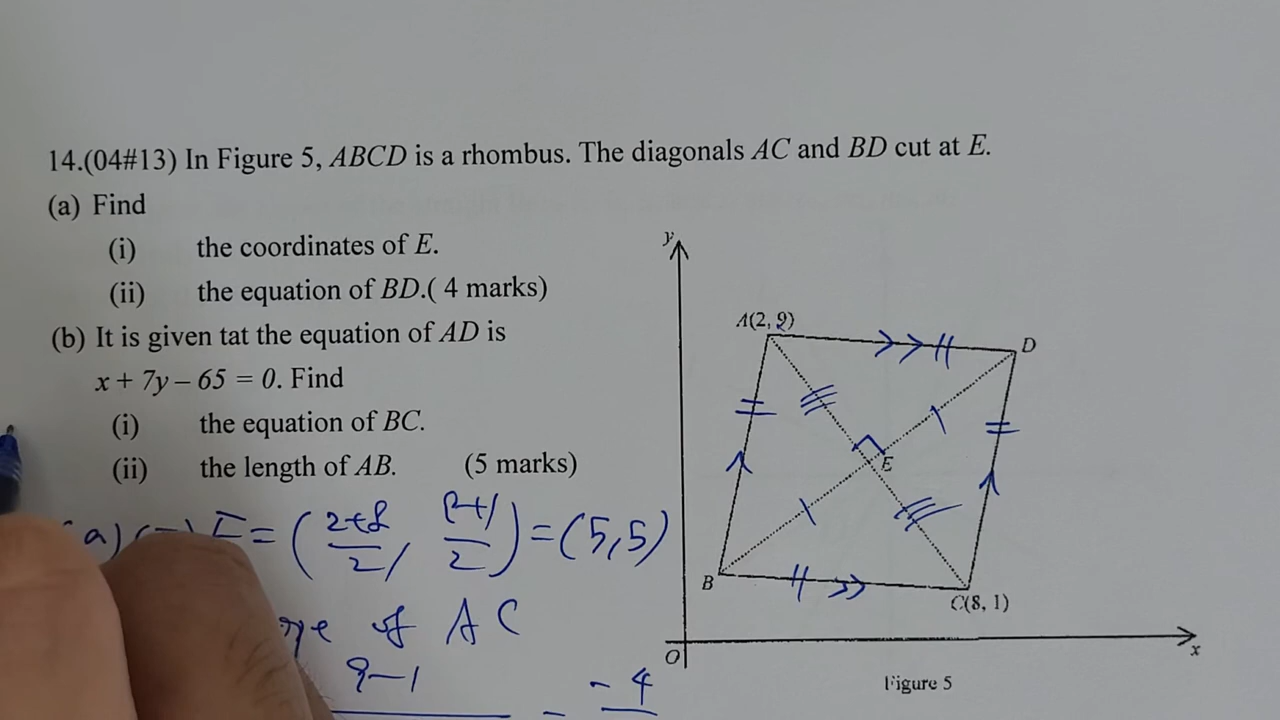 14.(04#13) In Figure 5, ABCD is a rhombus. The diagonals AC and BD cut at E.
(a) Find
(i) the coordinates of E.
(ii) the equation of BD.( 4 marks)
(b) It is given tat the equation of AD is
x + 7y – 65 = 0. Find
(i) the equation of BC.
(ii) the length of AB. (5 marks)
y
A(2, 9)
D
E
B
C(8, 1)
O
x
Figure 5
a) E = (2+8/2, 9+1/2) = (5,5)
of AC
9-1
= -4